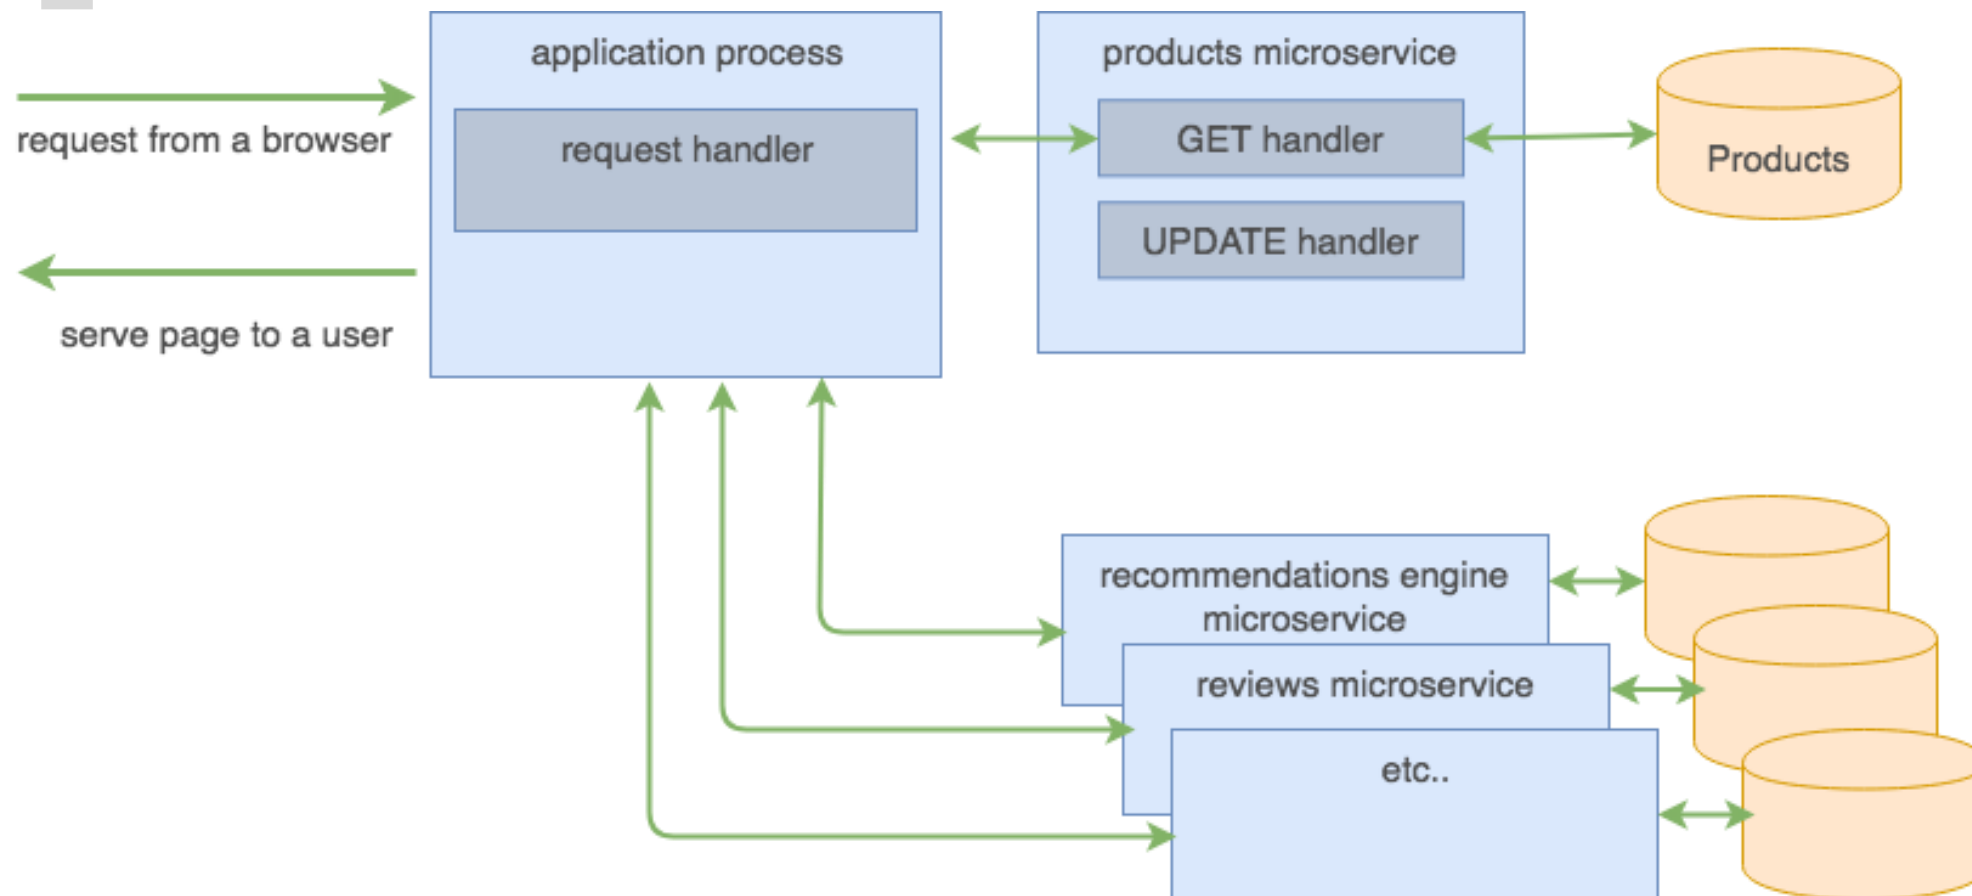 application process
request handler
request from a browser
serve page to a user
products microservice
GET handler
UPDATE handler
Products
recommendations engine
microservice
reviews microservice
etc..